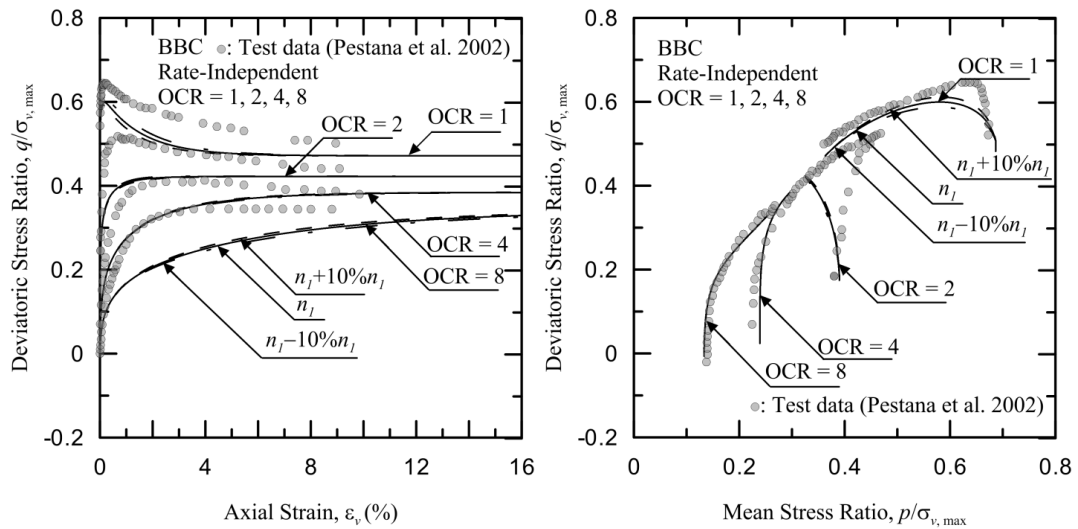 BBC ●: Test data (Pestana et al. 2002)
Rate-Independent
OCR = 1, 2, 4, 8
OCR = 2
OCR = 1
OCR = 4
OCR = 8
n₁+10%n₁
n₁
n₁−10%n₁
0.8
0.6
0.4
0.2
0
-0.2
0
4
8
12
16
Deviatoric Stress Ratio, q/σv, max
Axial Strain, εv (%)
BBC
Rate-Independent
OCR = 1, 2, 4, 8
OCR = 1
n₁+10%n₁
n₁
n₁−10%n₁
OCR = 2
OCR = 4
OCR = 8
●: Test data (Pestana et al. 2002)
0.8
0.6
0.4
0.2
0
-0.2
0
0.2
0.4
0.6
0.8
Deviatoric Stress Ratio, q/σv, max
Mean Stress Ratio, p/σv, max